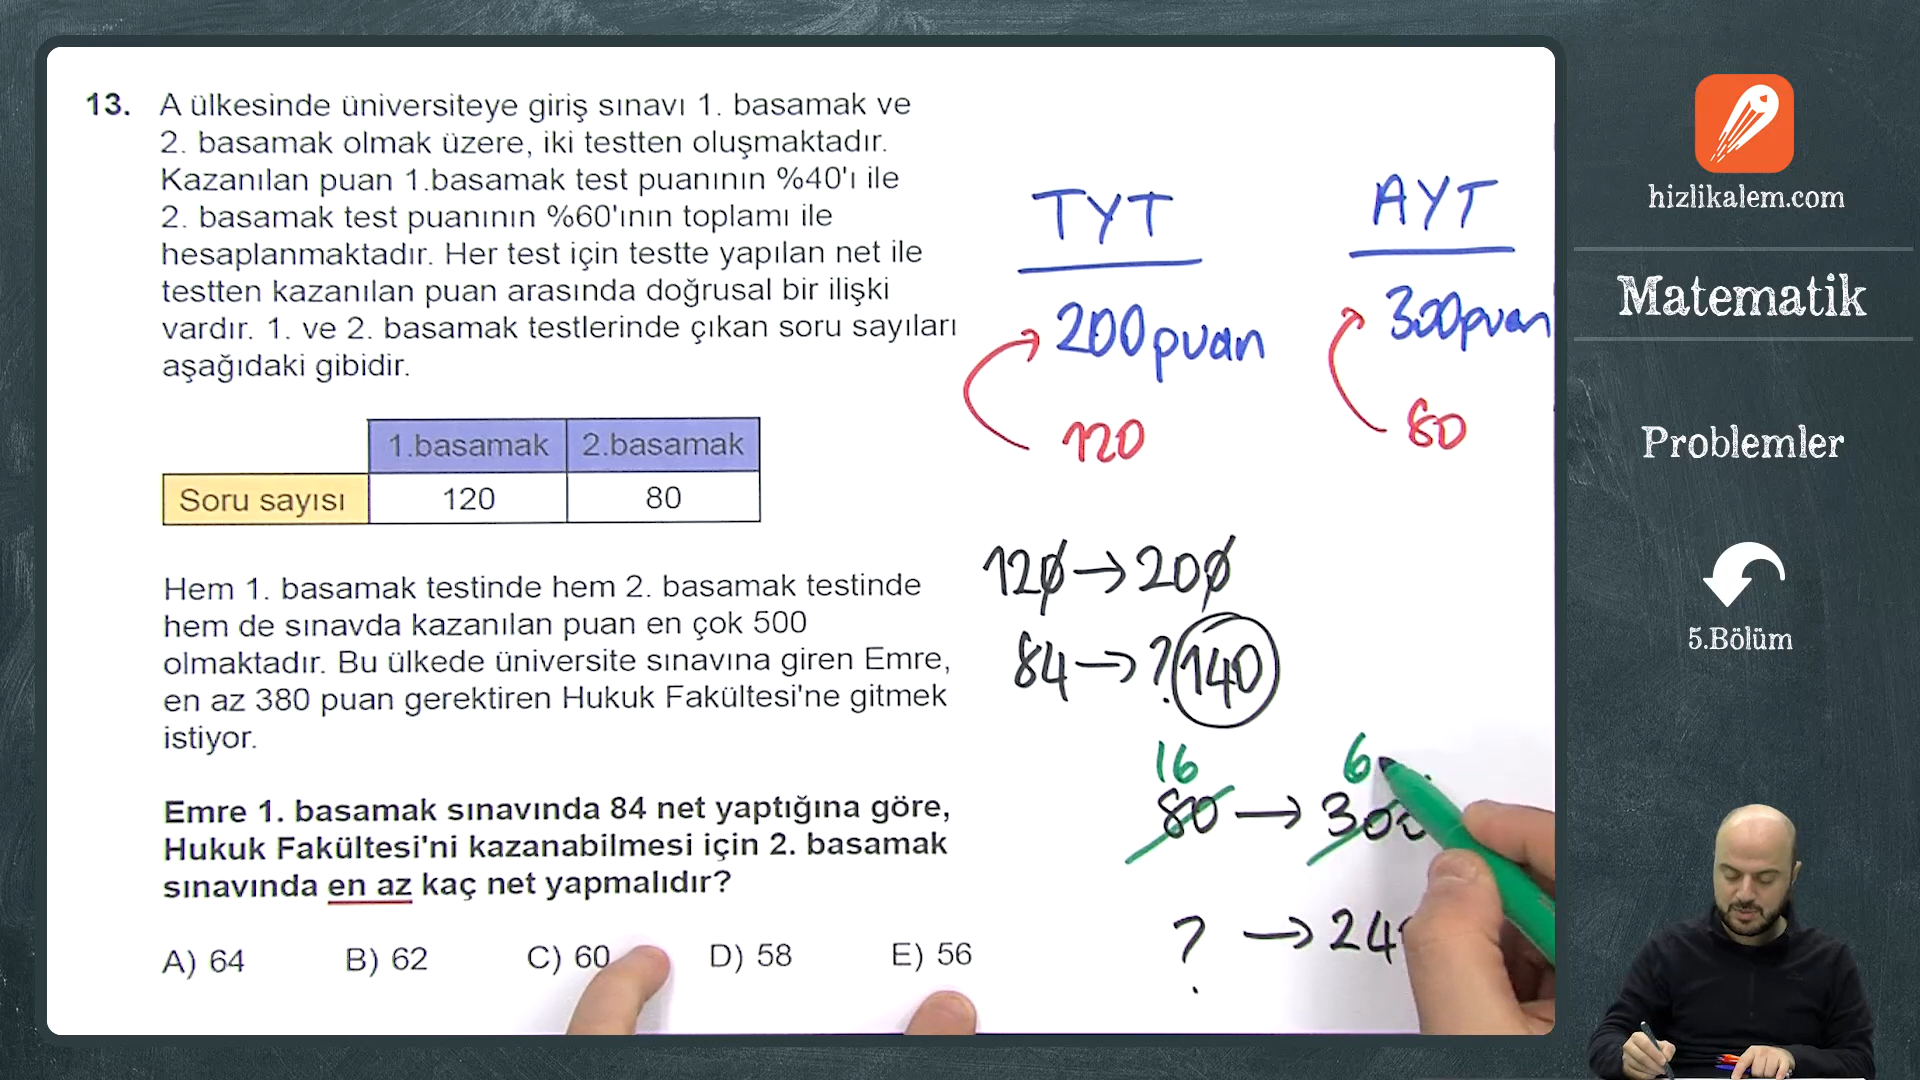 13. A ülkesinde üniversiteye giriş sınavı 1. basamak ve
2. basamak olmak üzere, iki testten oluşmaktadır.
Kazanılan puan 1.basamak test puanının %40'ı ile
2. basamak test puanının %60'ının toplamı ile
hesaplanmaktadır. Her test için testte yapılan net ile
testten kazanılan puan arasında doğrusal bir ilişki
vardır. 1. ve 2. basamak testlerinde çıkan soru sayıları
aşağıdaki gibidir.
1.basamak 2.basamak
Soru sayısı 120 80
Hem 1. basamak testinde hem 2. basamak testinde
hem de sınavda kazanılan puan en çok 500
olmaktadır. Bu ülkede üniversite sınavına giren Emre,
en az 380 puan gerektiren Hukuk Fakültesi'ne gitmek
istiyor.
Emre 1. basamak sınavında 84 net yaptığına göre,
Hukuk Fakültesi'ni kazanabilmesi için 2. basamak
sınavında en az kaç net yapmalıdır?
A) 64 B) 62 C) 60 D) 58 E) 56
TYT AYT
200puan 300puan
120 80
120 → 200
84 → ? 140
16 6
80 → 300
? → 24
hizlikalem.com
Matematik
Problemler
5.Bölüm